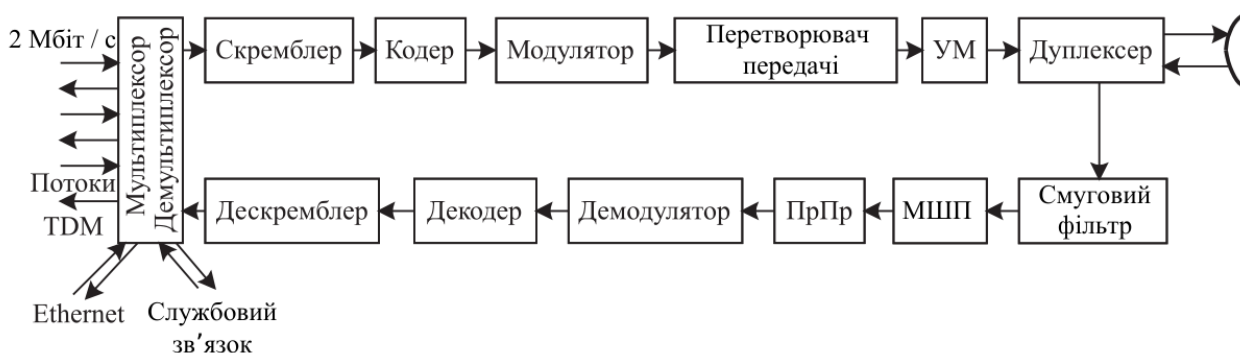 2 Мбіт / с
Мультиплексор
Демультиплексор
Скремблер
Кодер
Модулятор
Перетворювач
передачі
УМ
Дуплексер
Потоки
TDM
Дескремблер
Декодер
Демодулятор
ПрПр
МШП
Смуговий
фільтр
Ethernet
Службовий
зв’язок